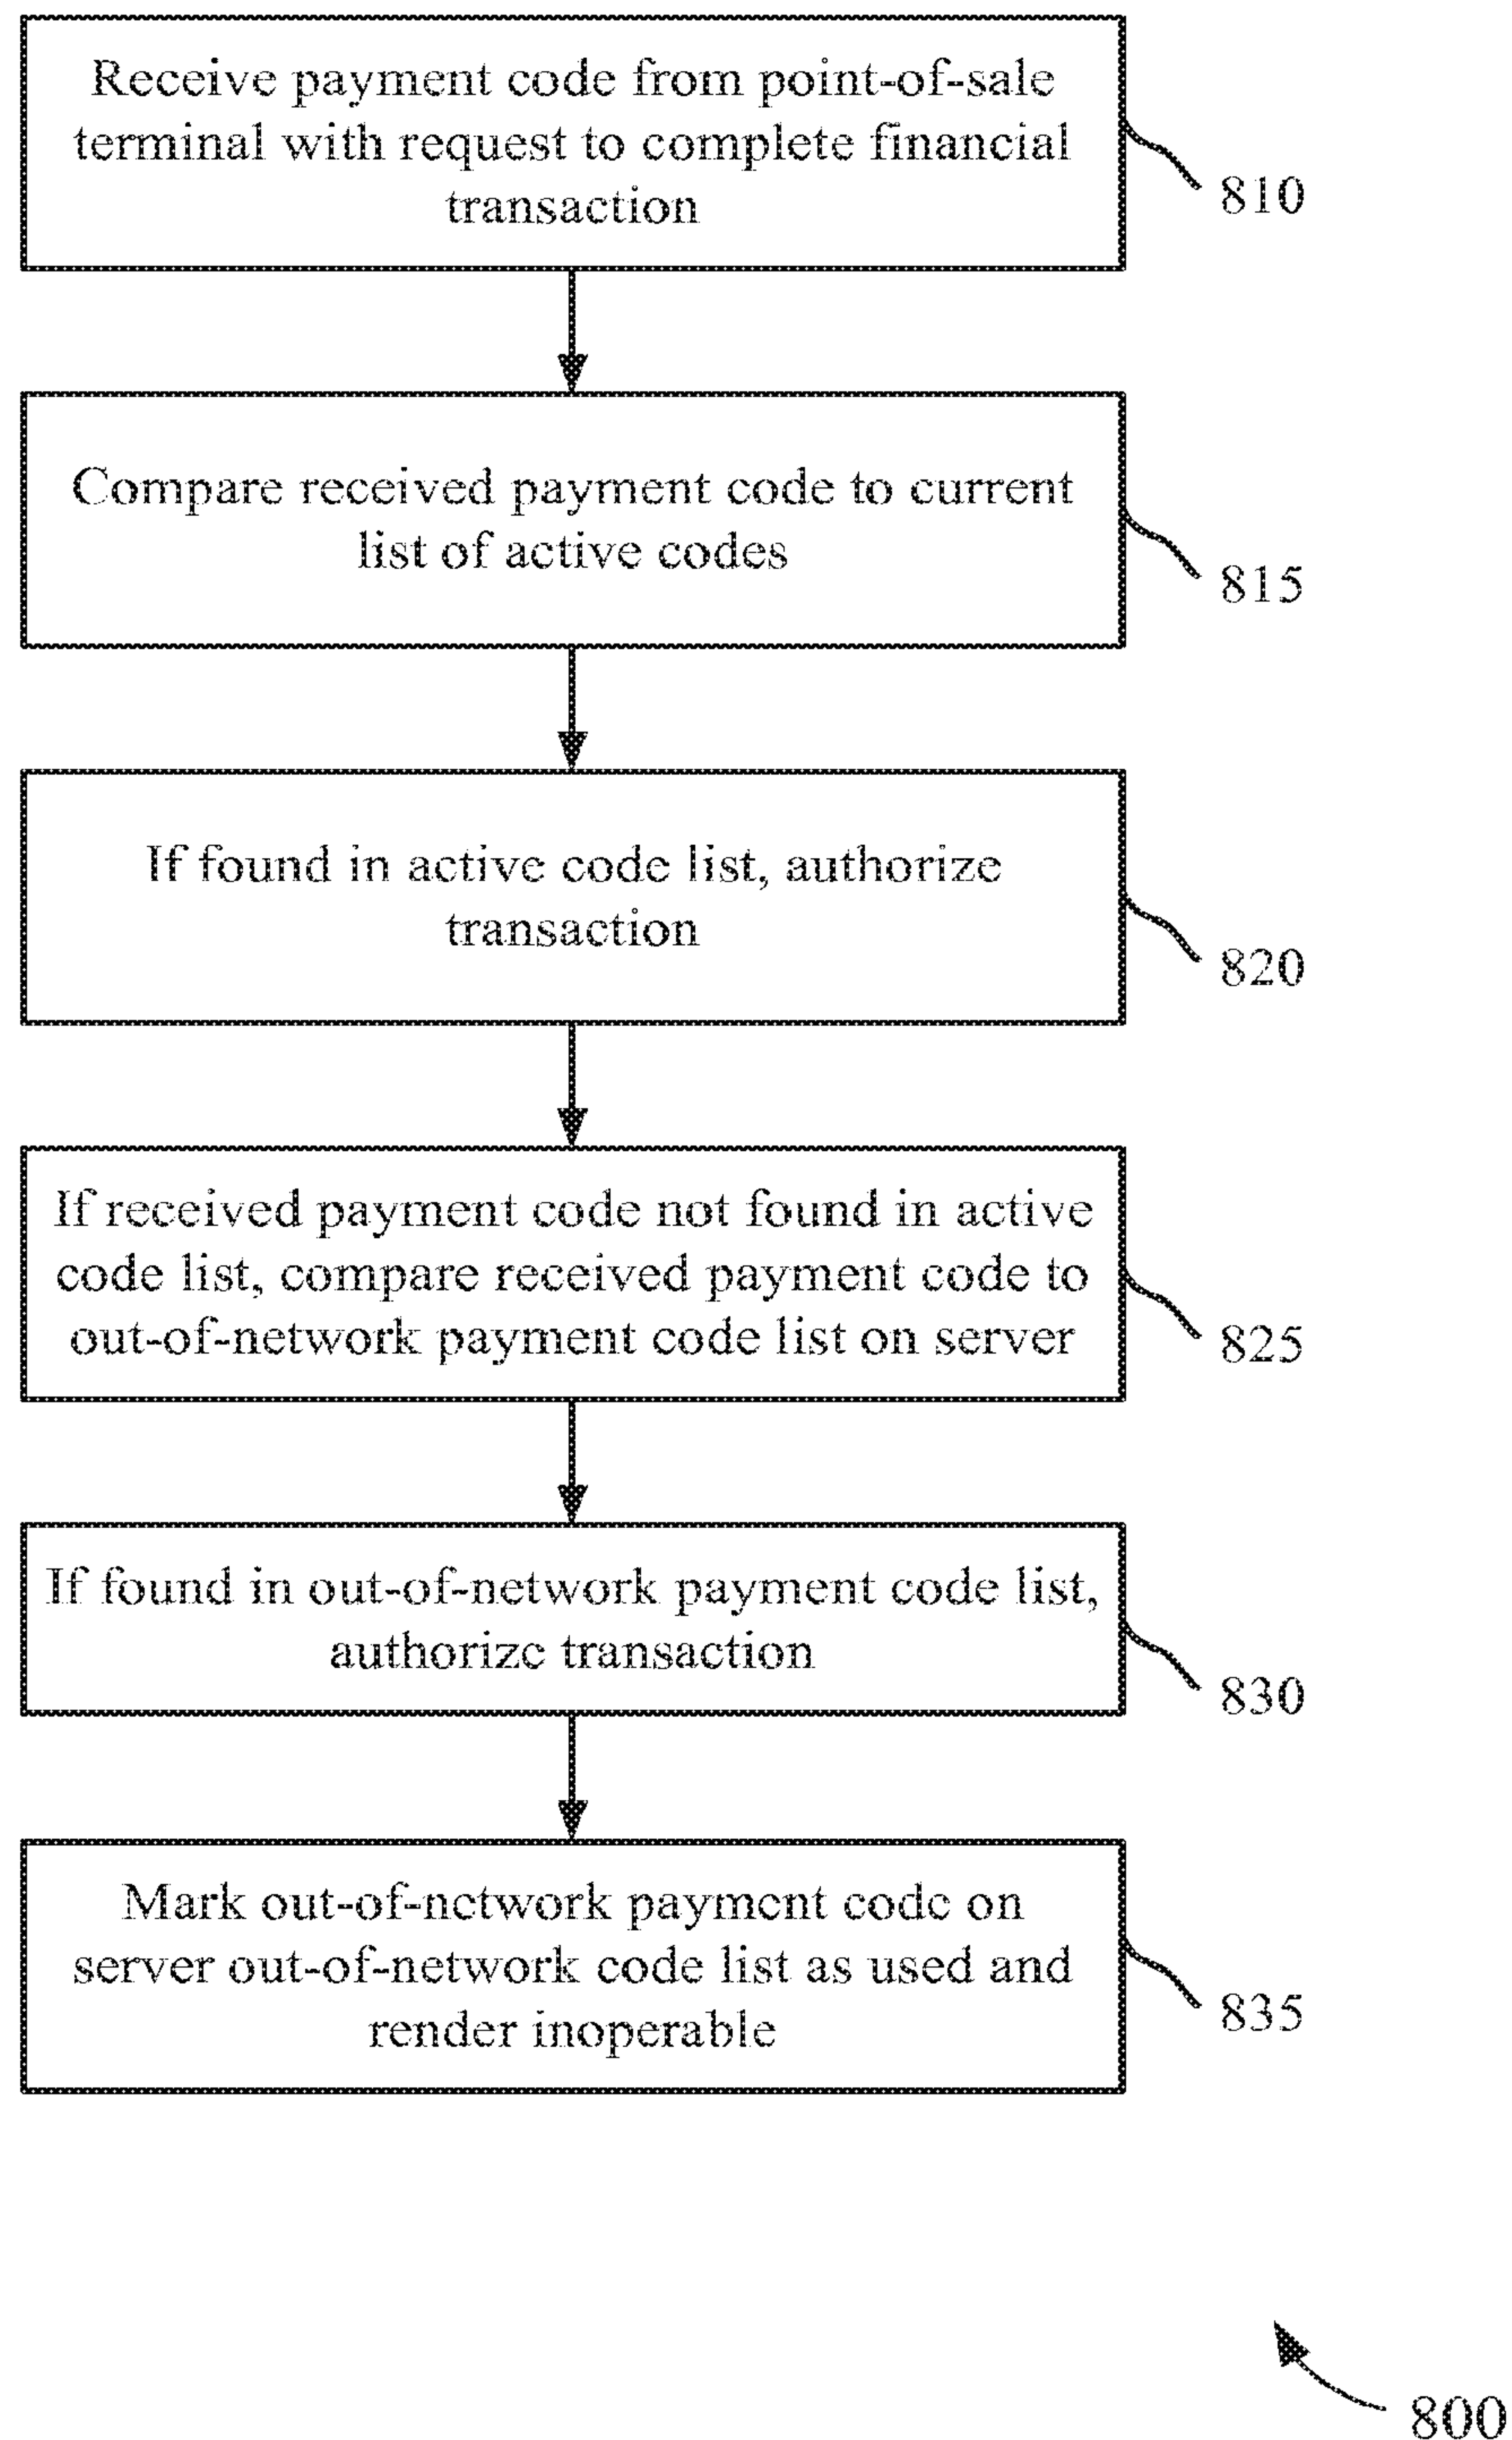 Receive payment code from point-of-sale
terminal with request to complete financial
transaction
810
Compare received payment code to current
list of active codes
815
If found in active code list, authorize
transaction
820
If received payment code not found in active
code list, compare received payment code to
out-of-network payment code list on server
825
If found in out-of-network payment code list,
authorize transaction
830
Mark out-of-network payment code on
server out-of-network code list as used and
render inoperable
835
800